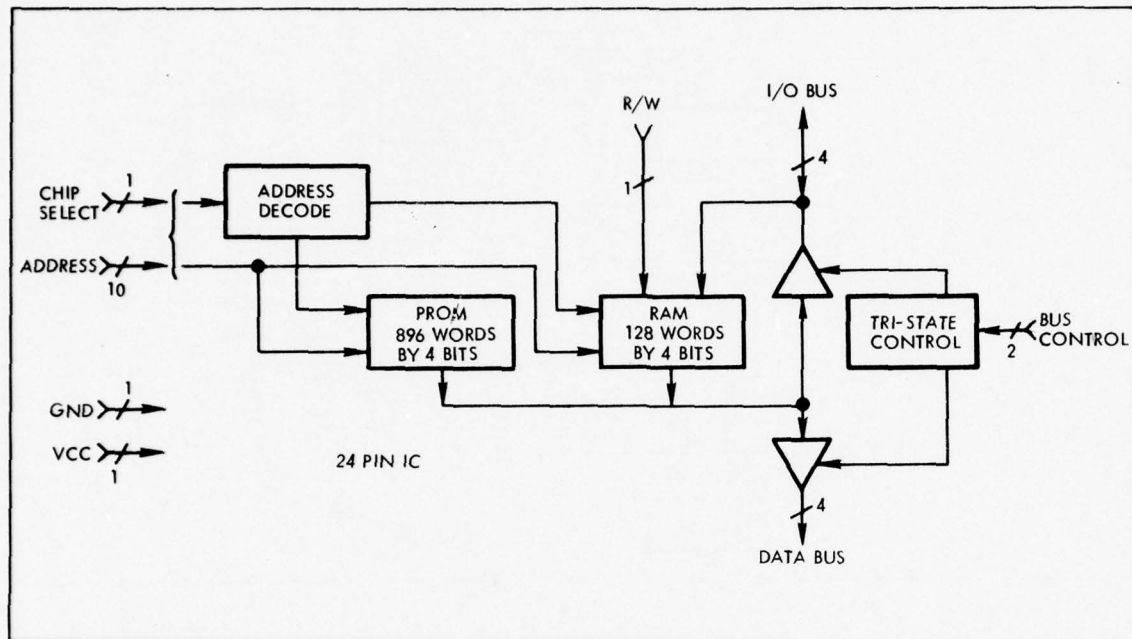 I/O BUS
R/W
4
1
1
CHIP
SELECT
ADDRESS
DECODE
ADDRESS
10
PROM
896 WORDS
BY 4 BITS
RAM
128 WORDS
BY 4 BITS
TRI-STATE
CONTROL
BUS
CONTROL
2
1
GND
VCC
1
24 PIN IC
4
DATA BUS